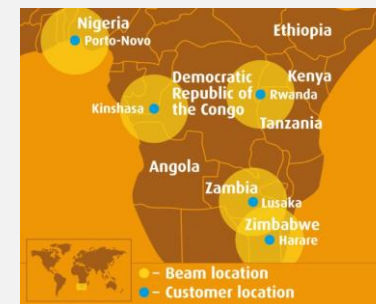 Nigeria
Porto-Novo
Ethiopia
Democratic
Republic of
the Congo
Kenya
Rwanda
Kinshasa
Tanzania
Angola
Zambia
Lusaka
Zimbabwe
Harare
– Beam location
– Customer location